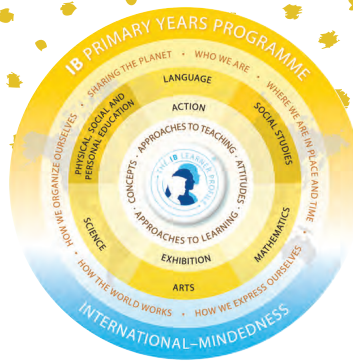 IB PRIMARY YEARS PROGRAMME
SHARING THE PLANET · WHO WE ARE · WHERE WE ARE IN PLACE AND TIME · HOW WE EXPRESS OURSELVES · HOW THE WORLD WORKS · HOW WE ORGANIZE OURSELVES ·
LANGUAGE
PHYSICAL, SOCIAL AND
PERSONAL EDUCATION
SOCIAL STUDIES
ACTION
APPROACHES TO TEACHING · ATTITUDES · APPROACHES TO LEARNING · CONCEPTS ·
THE IB LEARNER PROFILE
SCIENCE
MATHEMATICS
EXHIBITION
ARTS
INTERNATIONAL-MINDEDNESS